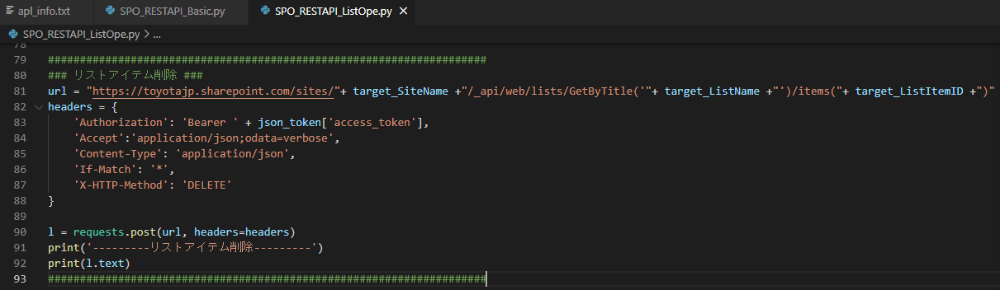 apl_info.txt SPO_RESTAPI_Basic.py SPO_RESTAPI_ListOpe.py ×
SPO_RESTAPI_ListOpe.py > ...
78
79 #####################################################################
80 ### リストアイテム削除 ###
81 url = "https://toyotajp.sharepoint.com/sites/"+ target_SiteName +"/_api/web/lists/GetByTitle('"+ target_ListName +"')/items("+ target_ListItemID +")"
82 headers = {
83     'Authorization': 'Bearer ' + json_token['access_token'],
84     'Accept':'application/json;odata=verbose',
85     'Content-Type': 'application/json',
86     'If-Match': '*',
87     'X-HTTP-Method': 'DELETE'
88 }
89
90 l = requests.post(url, headers=headers)
91 print('---------リストアイテム削除---------')
92 print(l.text)
93 #####################################################################